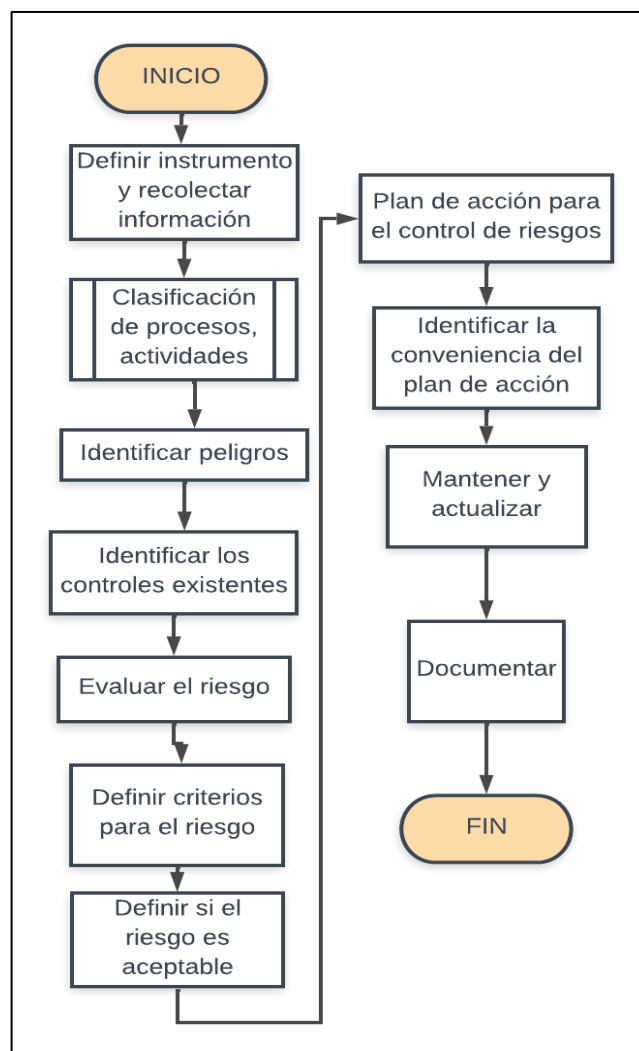 INICIO
Definir instrumento
y recolectar
información
Clasificación
de procesos,
actividades
Identificar peligros
Identificar los
controles existentes
Evaluar el riesgo
Definir criterios
para el riesgo
Definir si el
riesgo es
aceptable
Plan de acción para
el control de riesgos
Identificar la
conveniencia del
plan de acción
Mantener y
actualizar
Documentar
FIN